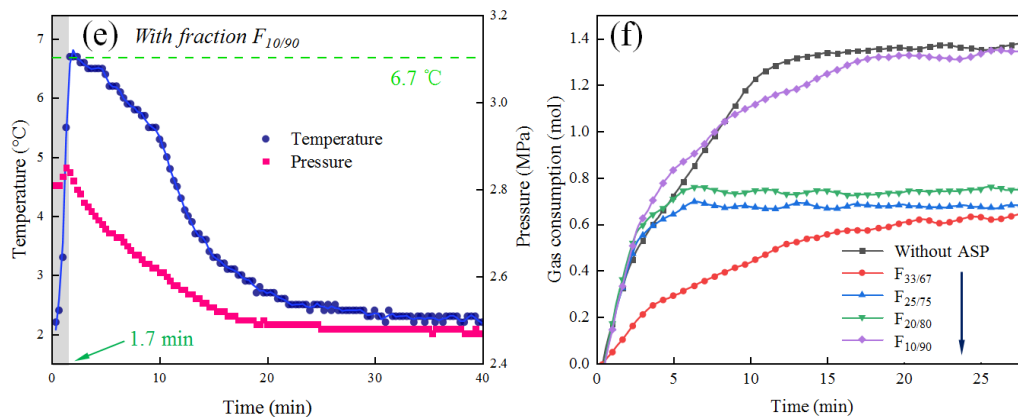 (e)
With fraction F10/90
6.7 ℃
Temperature
Pressure
1.7 min
Temperature (°C)
7
6
5
4
3
2
Pressure (MPa)
3.2
3.0
2.8
2.6
2.4
0
10
20
30
40
Time (min)
(f)
Gas consumption (mol)
1.4
1.2
1.0
0.8
0.6
0.4
0.2
0.0
Without ASP
F33/67
F25/75
F20/80
F10/90
0
5
10
15
20
25
Time (min)